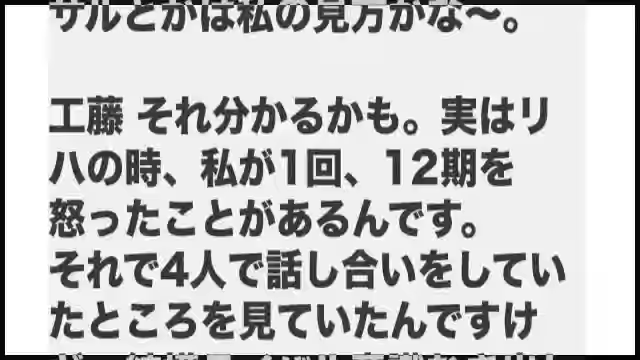 サルとかは私の見方かな〜。
工藤 それ分かるかも。実はリ
ハの時、私が1回、12期を
怒ったことがあるんです。
それで4人で話し合いをしてい
たところを見ていたんですけ